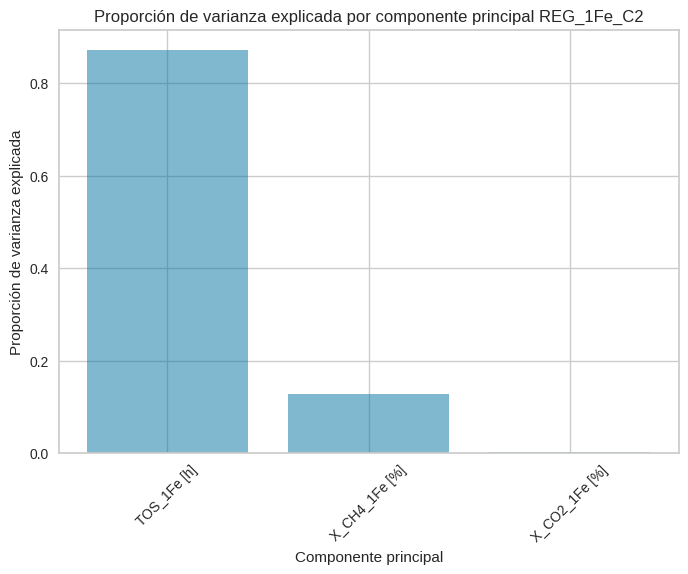 Proporción de varianza explicada por componente principal REG_1Fe_C2
Proporción de varianza explicada
0.8
0.6
0.4
0.2
0.0
TOS_1Fe [h]
X_CH4_1Fe [%]
X_CO2_1Fe [%]
Componente principal